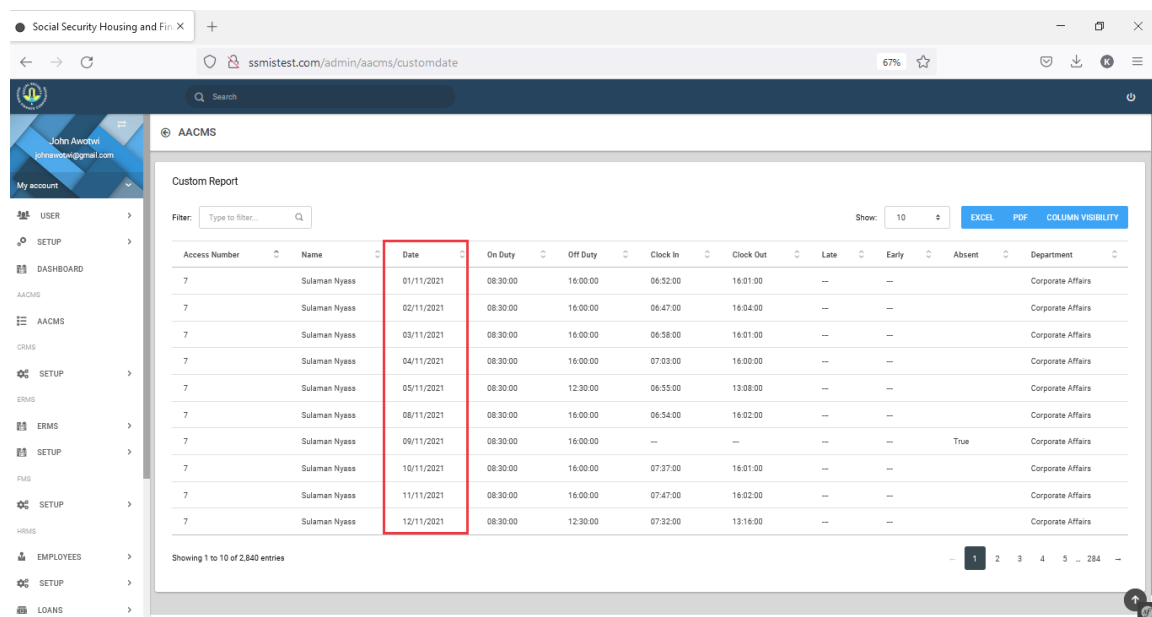 Social Security Housing and Fin
ssmistest.com/admin/aacms/customdate
67%
K
Search
John Awotwi
johnawotwi@gmail.com
My account
USER
SETUP
DASHBOARD
AACMS
AACMS
CRMS
SETUP
ERMS
ERMS
SETUP
FMS
SETUP
HRMS
EMPLOYEES
SETUP
LOANS
AACMS
Custom Report
Filter: Type to filter... Show: 10 EXCEL PDF COLUMN VISIBILITY
Access Number Name Date On Duty Off Duty Clock In Clock Out Late Early Absent Department
7 Sulaman Nyass 01/11/2021 08:30:00 16:00:00 06:52:00 16:01:00 -- -- Corporate Affairs
7 Sulaman Nyass 02/11/2021 08:30:00 16:00:00 06:47:00 16:04:00 -- -- Corporate Affairs
7 Sulaman Nyass 03/11/2021 08:30:00 16:00:00 06:58:00 16:01:00 -- -- Corporate Affairs
7 Sulaman Nyass 04/11/2021 08:30:00 16:00:00 07:03:00 16:00:00 -- -- Corporate Affairs
7 Sulaman Nyass 05/11/2021 08:30:00 12:30:00 06:55:00 13:08:00 -- -- Corporate Affairs
7 Sulaman Nyass 08/11/2021 08:30:00 16:00:00 06:54:00 16:02:00 -- -- Corporate Affairs
7 Sulaman Nyass 09/11/2021 08:30:00 16:00:00 -- -- -- -- True Corporate Affairs
7 Sulaman Nyass 10/11/2021 08:30:00 16:00:00 07:37:00 16:01:00 -- -- Corporate Affairs
7 Sulaman Nyass 11/11/2021 08:30:00 16:00:00 07:47:00 16:02:00 -- -- Corporate Affairs
7 Sulaman Nyass 12/11/2021 08:30:00 12:30:00 07:32:00 13:16:00 -- -- Corporate Affairs
Showing 1 to 10 of 2,840 entries ← 1 2 3 4 5 … 284 →